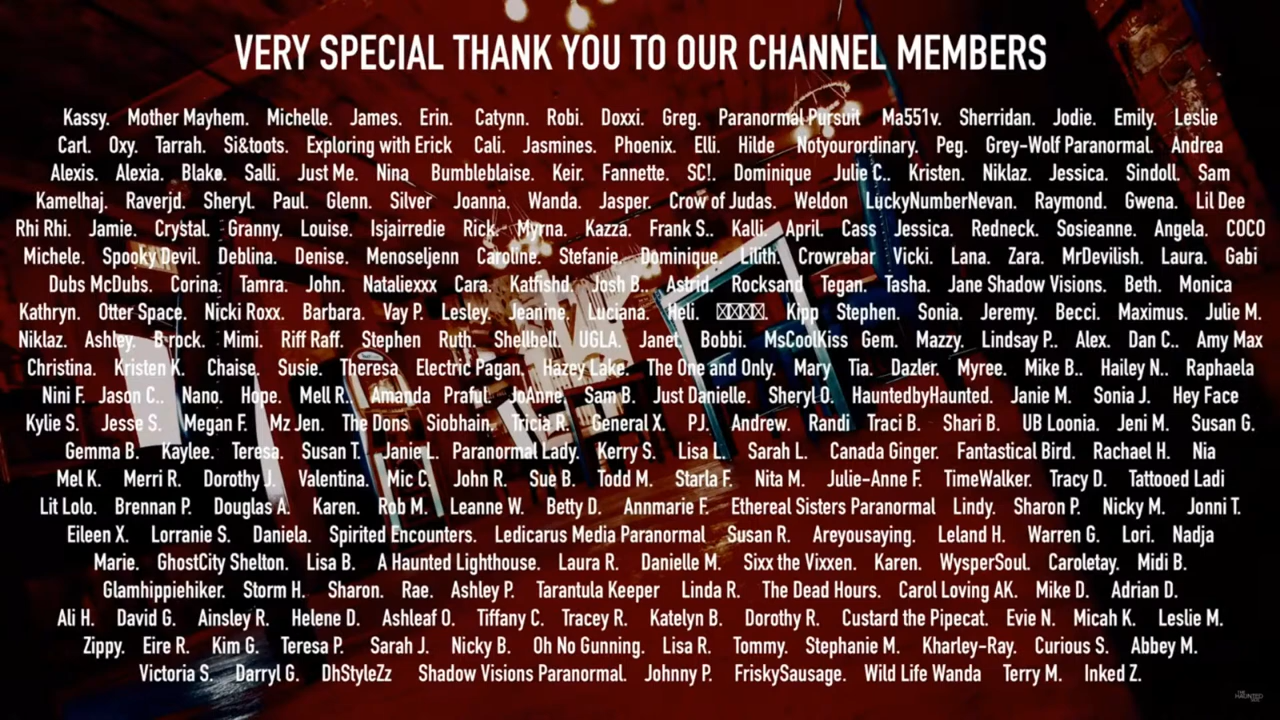 VERY SPECIAL THANK YOU TO OUR CHANNEL MEMBERS
Kassy. Mother Mayhem. Michelle. James. Erin. Catynn. Robi. Doxxi. Greg. Paranormal Pursuit Ma551v. Sherridan. Jodie. Emily. Leslie
Carl. Oxy. Tarrah. Si&toots. Exploring with Erick Cali. Jasmines. Phoenix. Elli. Hilde Notyourordinary. Peg. Grey-Wolf Paranormal. Andrea
Alexis. Alexia. Blake. Salli. Just Me. Nina Bumbleblaise. Keir. Fannette. SC!. Dominique Julie C.. Kristen. Niklaz. Jessica. Sindoll. Sam
Kamelhaj. Raverjd. Sheryl. Paul. Glenn. Silver Joanna. Wanda. Jasper. Crow of Judas. Weldon LuckyNumberNevan. Raymond. Gwena. Lil Dee
Rhi Rhi. Jamie. Crystal. Granny. Louise. Isjairredie Rick. Myrna. Kazza. Frank S.. Kalli. April. Cass Jessica. Redneck. Sosieanne. Angela. COCO
Michele. Spooky Devil. Deblina. Denise. Menoseljenn Caroline. Stefanie. Dominique. Lilith. Crowrebar Vicki. Lana. Zara. MrDevilish. Laura. Gabi
Dubs McDubs. Corina. Tamra. John. Nataliexxx Cara. Katfishd. Josh B.. Astrid. Rocksand Tegan. Tasha. Jane Shadow Visions. Beth. Monica
Kathryn. Otter Space. Nicki Roxx. Barbara. Vay P. Lesley. Jeanine. Luciana. Heli. Kipp Stephen. Sonia. Jeremy. Becci. Maximus. Julie M.
Niklaz. Ashley. B rock. Mimi. Riff Raff. Stephen Ruth. Shellbell. UGLA. Janet. Bobbi. MsCoolKiss Gem. Mazzy. Lindsay P.. Alex. Dan C.. Amy Max
Christina. Kristen K. Chaise. Susie. Theresa Electric Pagan. Hazey Lake. The One and Only. Mary Tia. Dazler. Myree. Mike B.. Hailey N.. Raphaela
Nini F. Jason C.. Nano. Hope. Mell R. Amanda Praful. JoAnne. Sam B. Just Danielle. Sheryl O. HauntedbyHaunted. Janie M. Sonia J. Hey Face
Kylie S. Jesse S. Megan F. Mz Jen. The Dons Siobhain. Tricia R. General X. PJ. Andrew. Randi Traci B. Shari B. UB Loonia. Jeni M. Susan G.
Gemma B. Kaylee. Teresa. Susan T. Janie L. Paranormal Lady. Kerry S. Lisa L. Sarah L. Canada Ginger. Fantastical Bird. Rachael H. Nia
Mel K. Merri R. Dorothy J. Valentina. Mic C. John R. Sue B. Todd M. Starla F. Nita M. Julie-Anne F. TimeWalker. Tracy D. Tattooed Ladi
Lit Lolo. Brennan P. Douglas A. Karen. Rob M. Leanne W. Betty D. Annmarie F. Ethereal Sisters Paranormal Lindy. Sharon P. Nicky M. Jonni T.
Eileen X. Lorranie S. Daniela. Spirited Encounters. Ledicarus Media Paranormal Susan R. Areyousaying. Leland H. Warren G. Lori. Nadja
Marie. GhostCity Shelton. Lisa B. A Haunted Lighthouse. Laura R. Danielle M. Sixx the Vixxen. Karen. WysperSoul. Caroletay. Midi B.
Glamhippiehiker. Storm H. Sharon. Rae. Ashley P. Tarantula Keeper Linda R. The Dead Hours. Carol Loving AK. Mike D. Adrian D.
Ali H. David G. Ainsley R. Helene D. Ashleaf O. Tiffany C. Tracey R. Katelyn B. Dorothy R. Custard the Pipecat. Evie N. Micah K. Leslie M.
Zippy. Eire R. Kim G. Teresa P. Sarah J. Nicky B. Oh No Gunning. Lisa R. Tommy. Stephanie M. Kharley-Ray. Curious S. Abbey M.
Victoria S. Darryl G. DhStyleZz Shadow Visions Paranormal. Johnny P. FriskySausage. Wild Life Wanda Terry M. Inked Z.
THE
HAUNTED